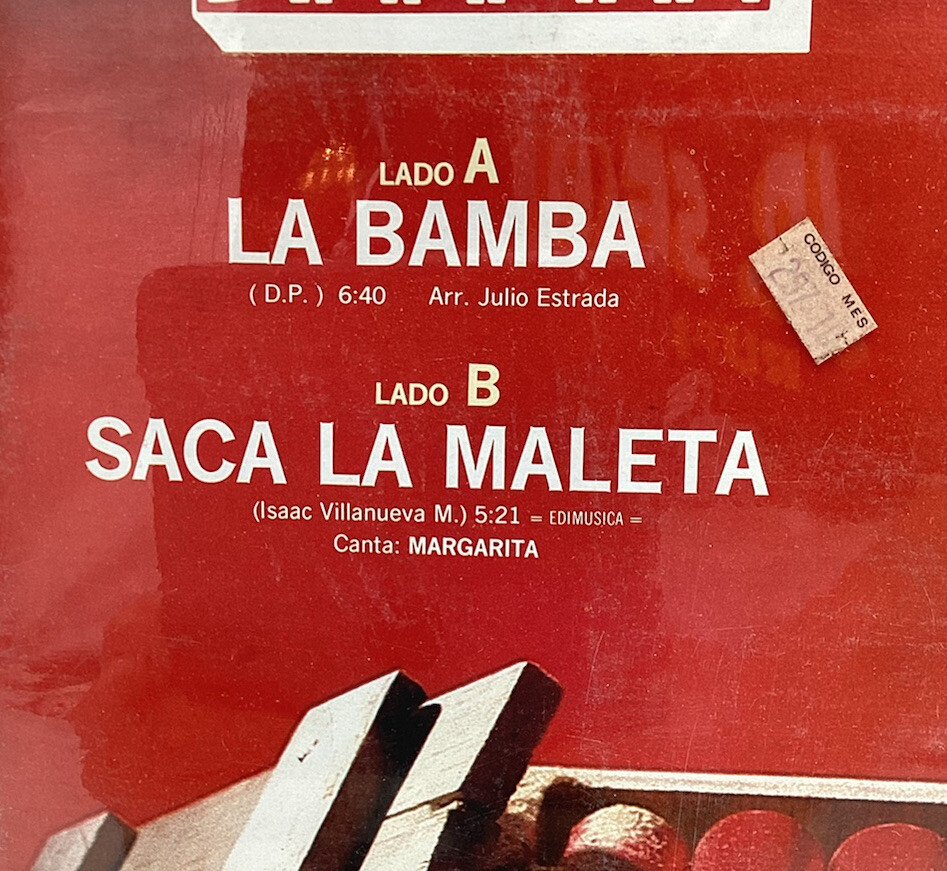 LADO A
LA BAMBA
( D.P. ) 6:40 Arr. Julio Estrada
CODIGO MES
LADO B
SACA LA MALETA
(Isaac Villanueva M.) 5:21 = EDIMUSICA =
Canta: MARGARITA